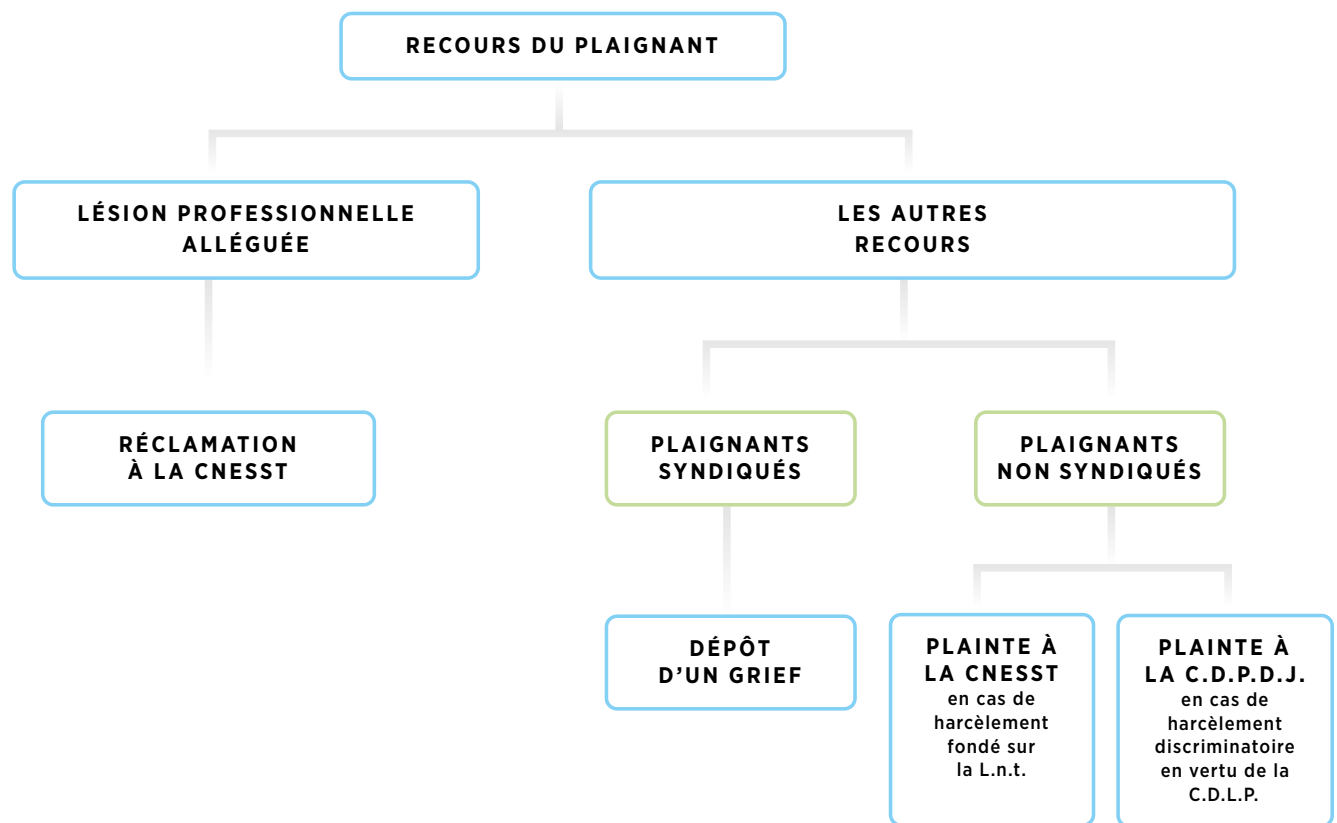 RECOURS DU PLAIGNANT
LÉSION PROFESSIONNELLE
ALLÉGUÉE
LES AUTRES
RECOURS
RÉCLAMATION
À LA CNESST
PLAIGNANTS
SYNDIQUÉS
PLAIGNANTS
NON SYNDIQUÉS
DÉPÔT
D’UN GRIEF
PLAINTE À
LA CNESST
en cas de
harcèlement
fondé sur
la L.n.t.
PLAINTE À
LA C.D.P.D.J.
en cas de
harcèlement
discriminatoire
en vertu de la
C.D.L.P.